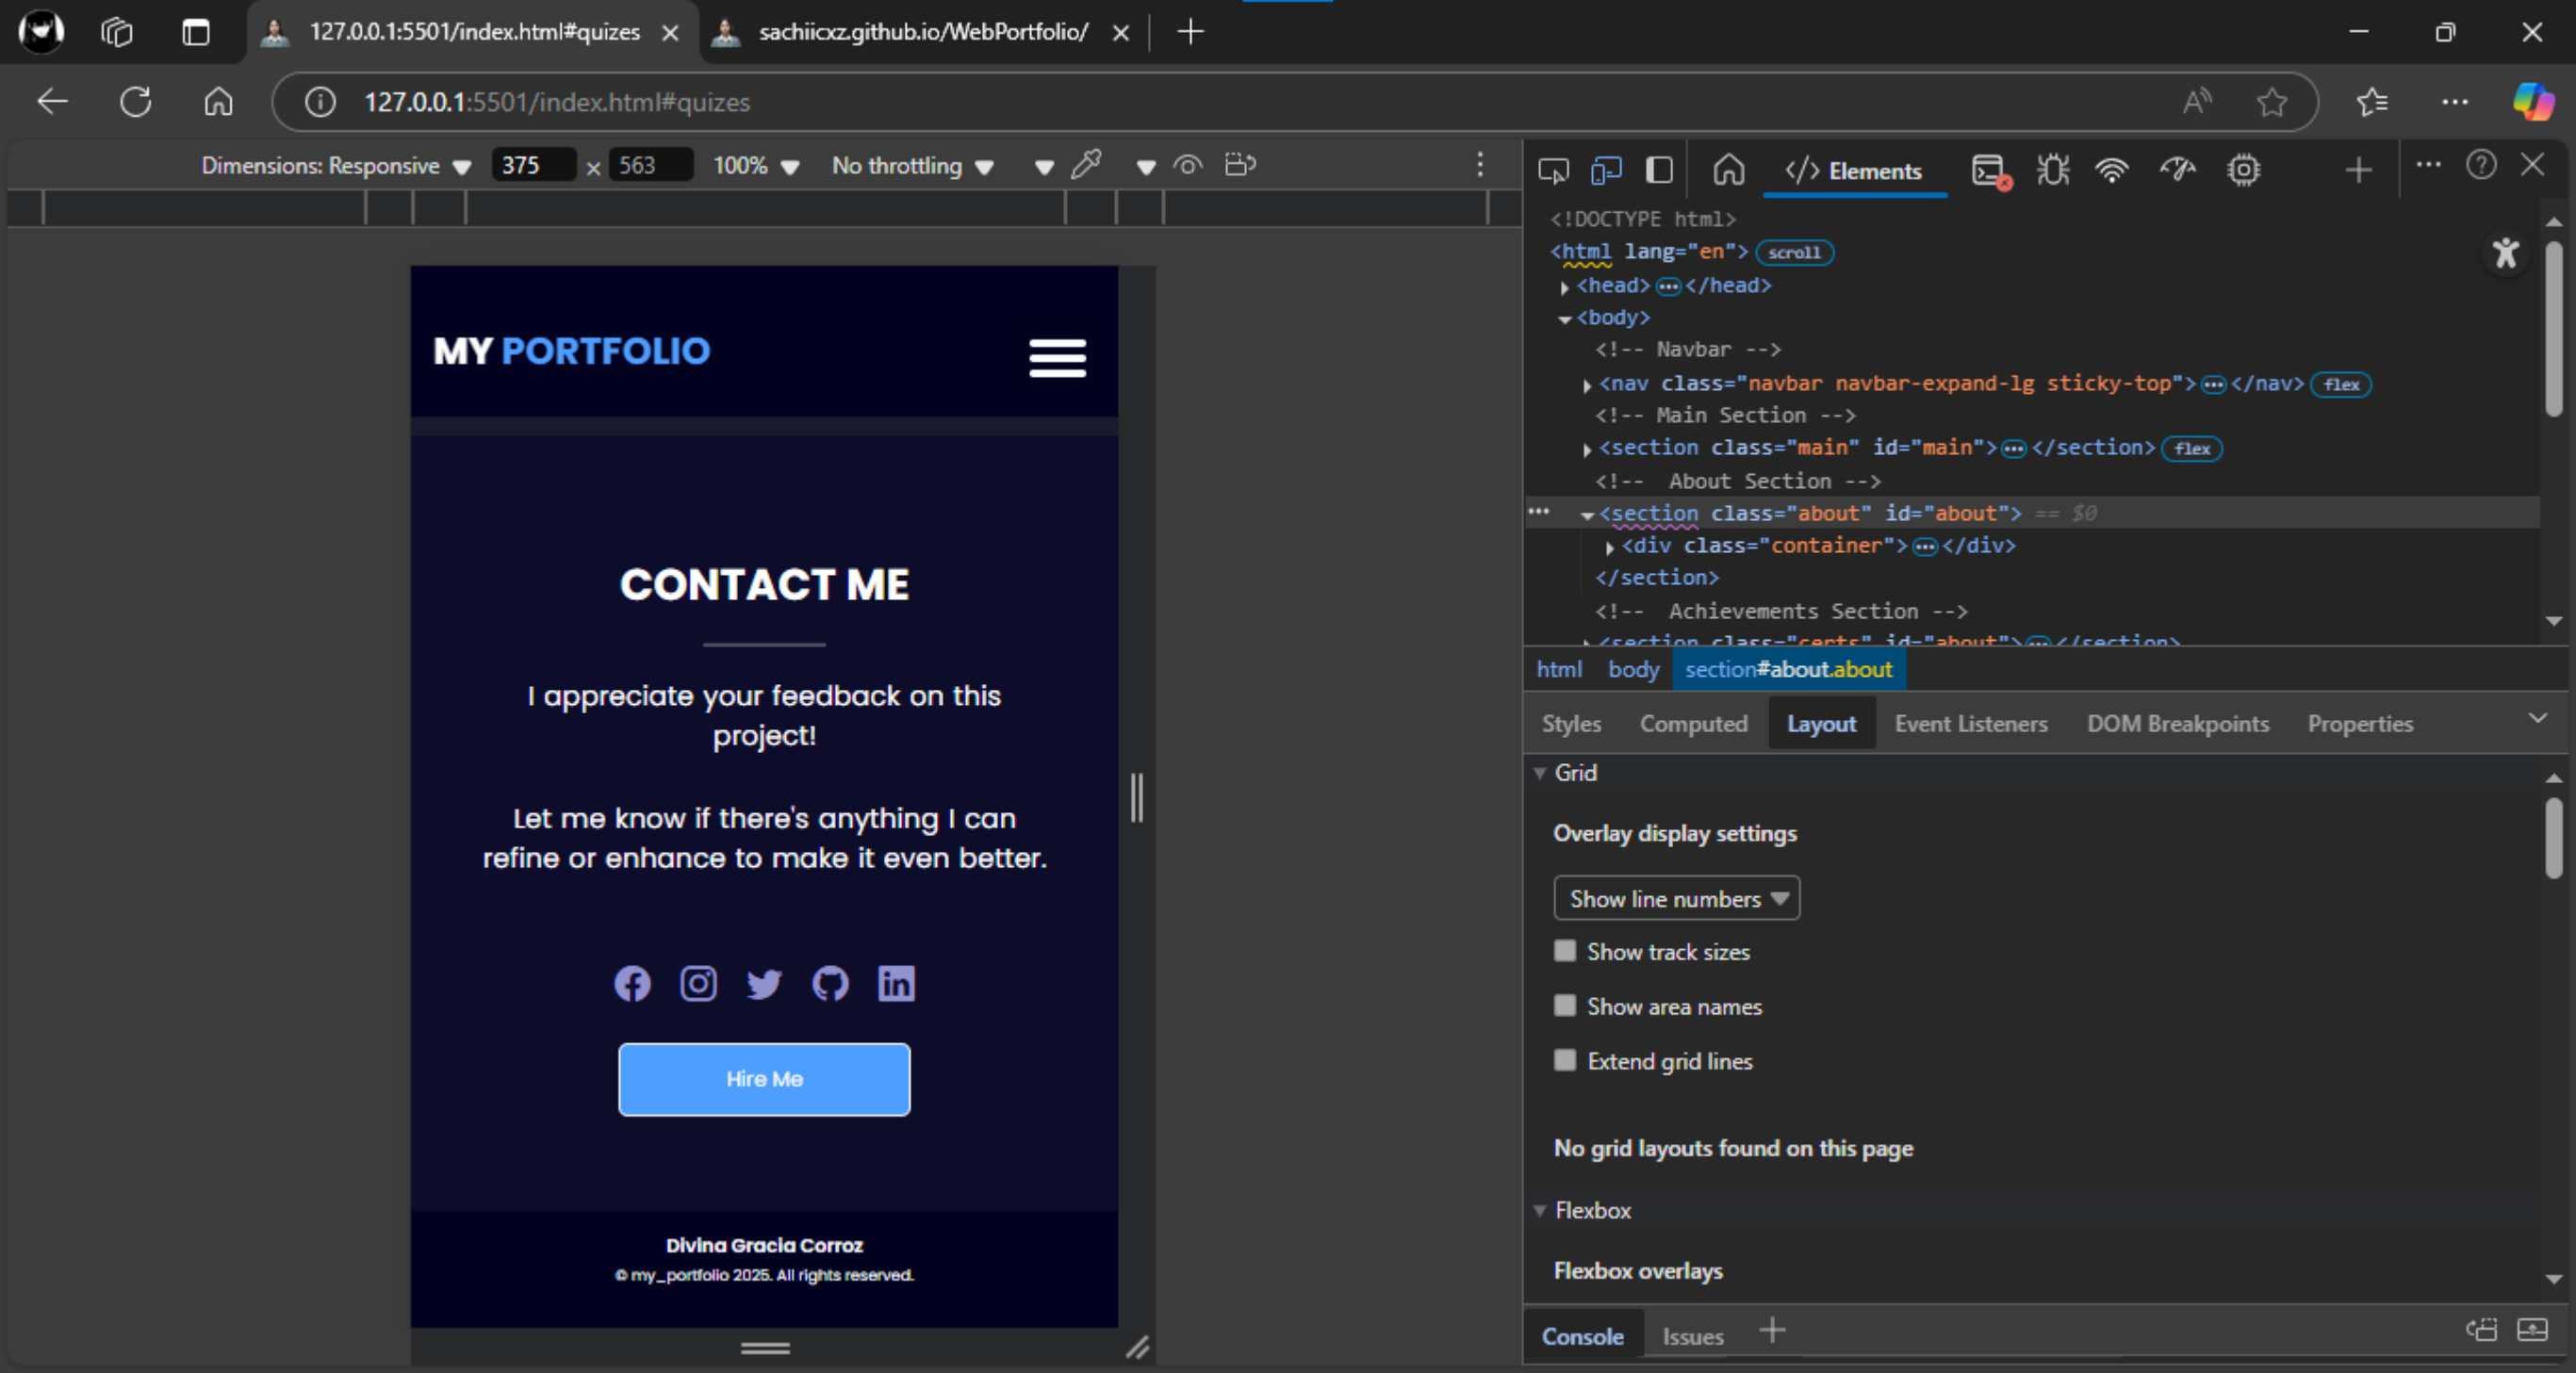 127.0.0.1:5501/index.html#quizes
sachiicxz.github.io/WebPortfolio/
127.0.0.1:5501/index.html#quizes
Dimensions: Responsive 375 x 563 100% No throttling
MY PORTFOLIO
CONTACT ME
I appreciate your feedback on this
project!
Let me know if there's anything I can
refine or enhance to make it even better.
Hire Me
Divina Gracia Corroz
© my_portfolio 2025. All rights reserved.
</> Elements
<!DOCTYPE html>
<html lang="en"> scroll
<head> ••• </head>
<body>
<!-- Navbar -->
<nav class="navbar navbar-expand-lg sticky-top"> ••• </nav> flex
<!-- Main Section -->
<section class="main" id="main"> ••• </section> flex
<!--  About Section -->
<section class="about" id="about"> == $0
<div class="container"> ••• </div>
</section>
<!--  Achievements Section -->
<section class="certs" id="about"> ••• </section>
html body section#about.about
Styles Computed Layout Event Listeners DOM Breakpoints Properties
Grid
Overlay display settings
Show line numbers
Show track sizes
Show area names
Extend grid lines
No grid layouts found on this page
Flexbox
Flexbox overlays
Console Issues